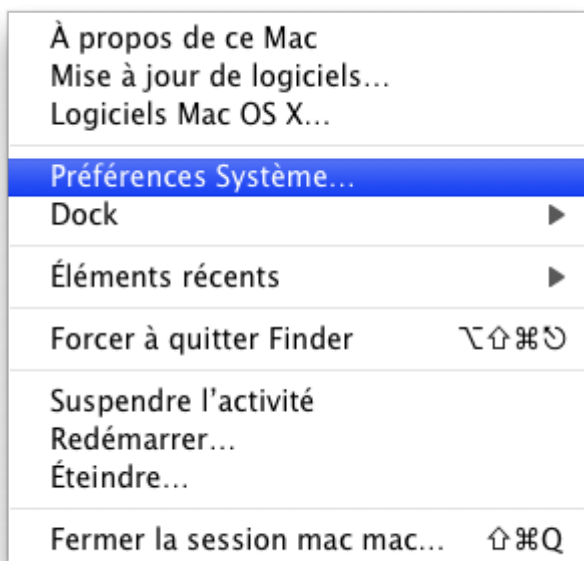 À propos de ce Mac
Mise à jour de logiciels…
Logiciels Mac OS X…
Préférences Système…
Dock ▶
Éléments récents ▶
Forcer à quitter Finder ⌥⇧⌘⎋
Suspendre l’activité
Redémarrer…
Éteindre…
Fermer la session mac mac… ⇧⌘Q